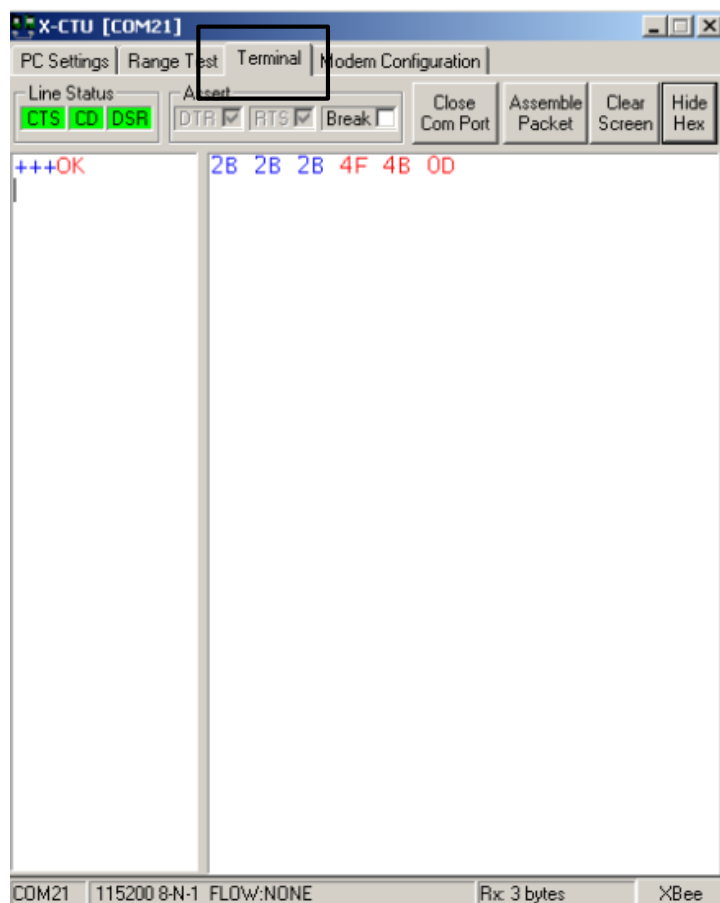 X-CTU [COM21]
PC Settings Range Test Terminal Modem Configuration
Line Status Assert
CTS CD DSR DTR RTS Break Close Com Port Assemble Packet Clear Screen Hide Hex
+++OK 2B 2B 2B 4F 4B 0D
COM21 115200 8-N-1 FLOW:NONE Rx: 3 bytes XBee